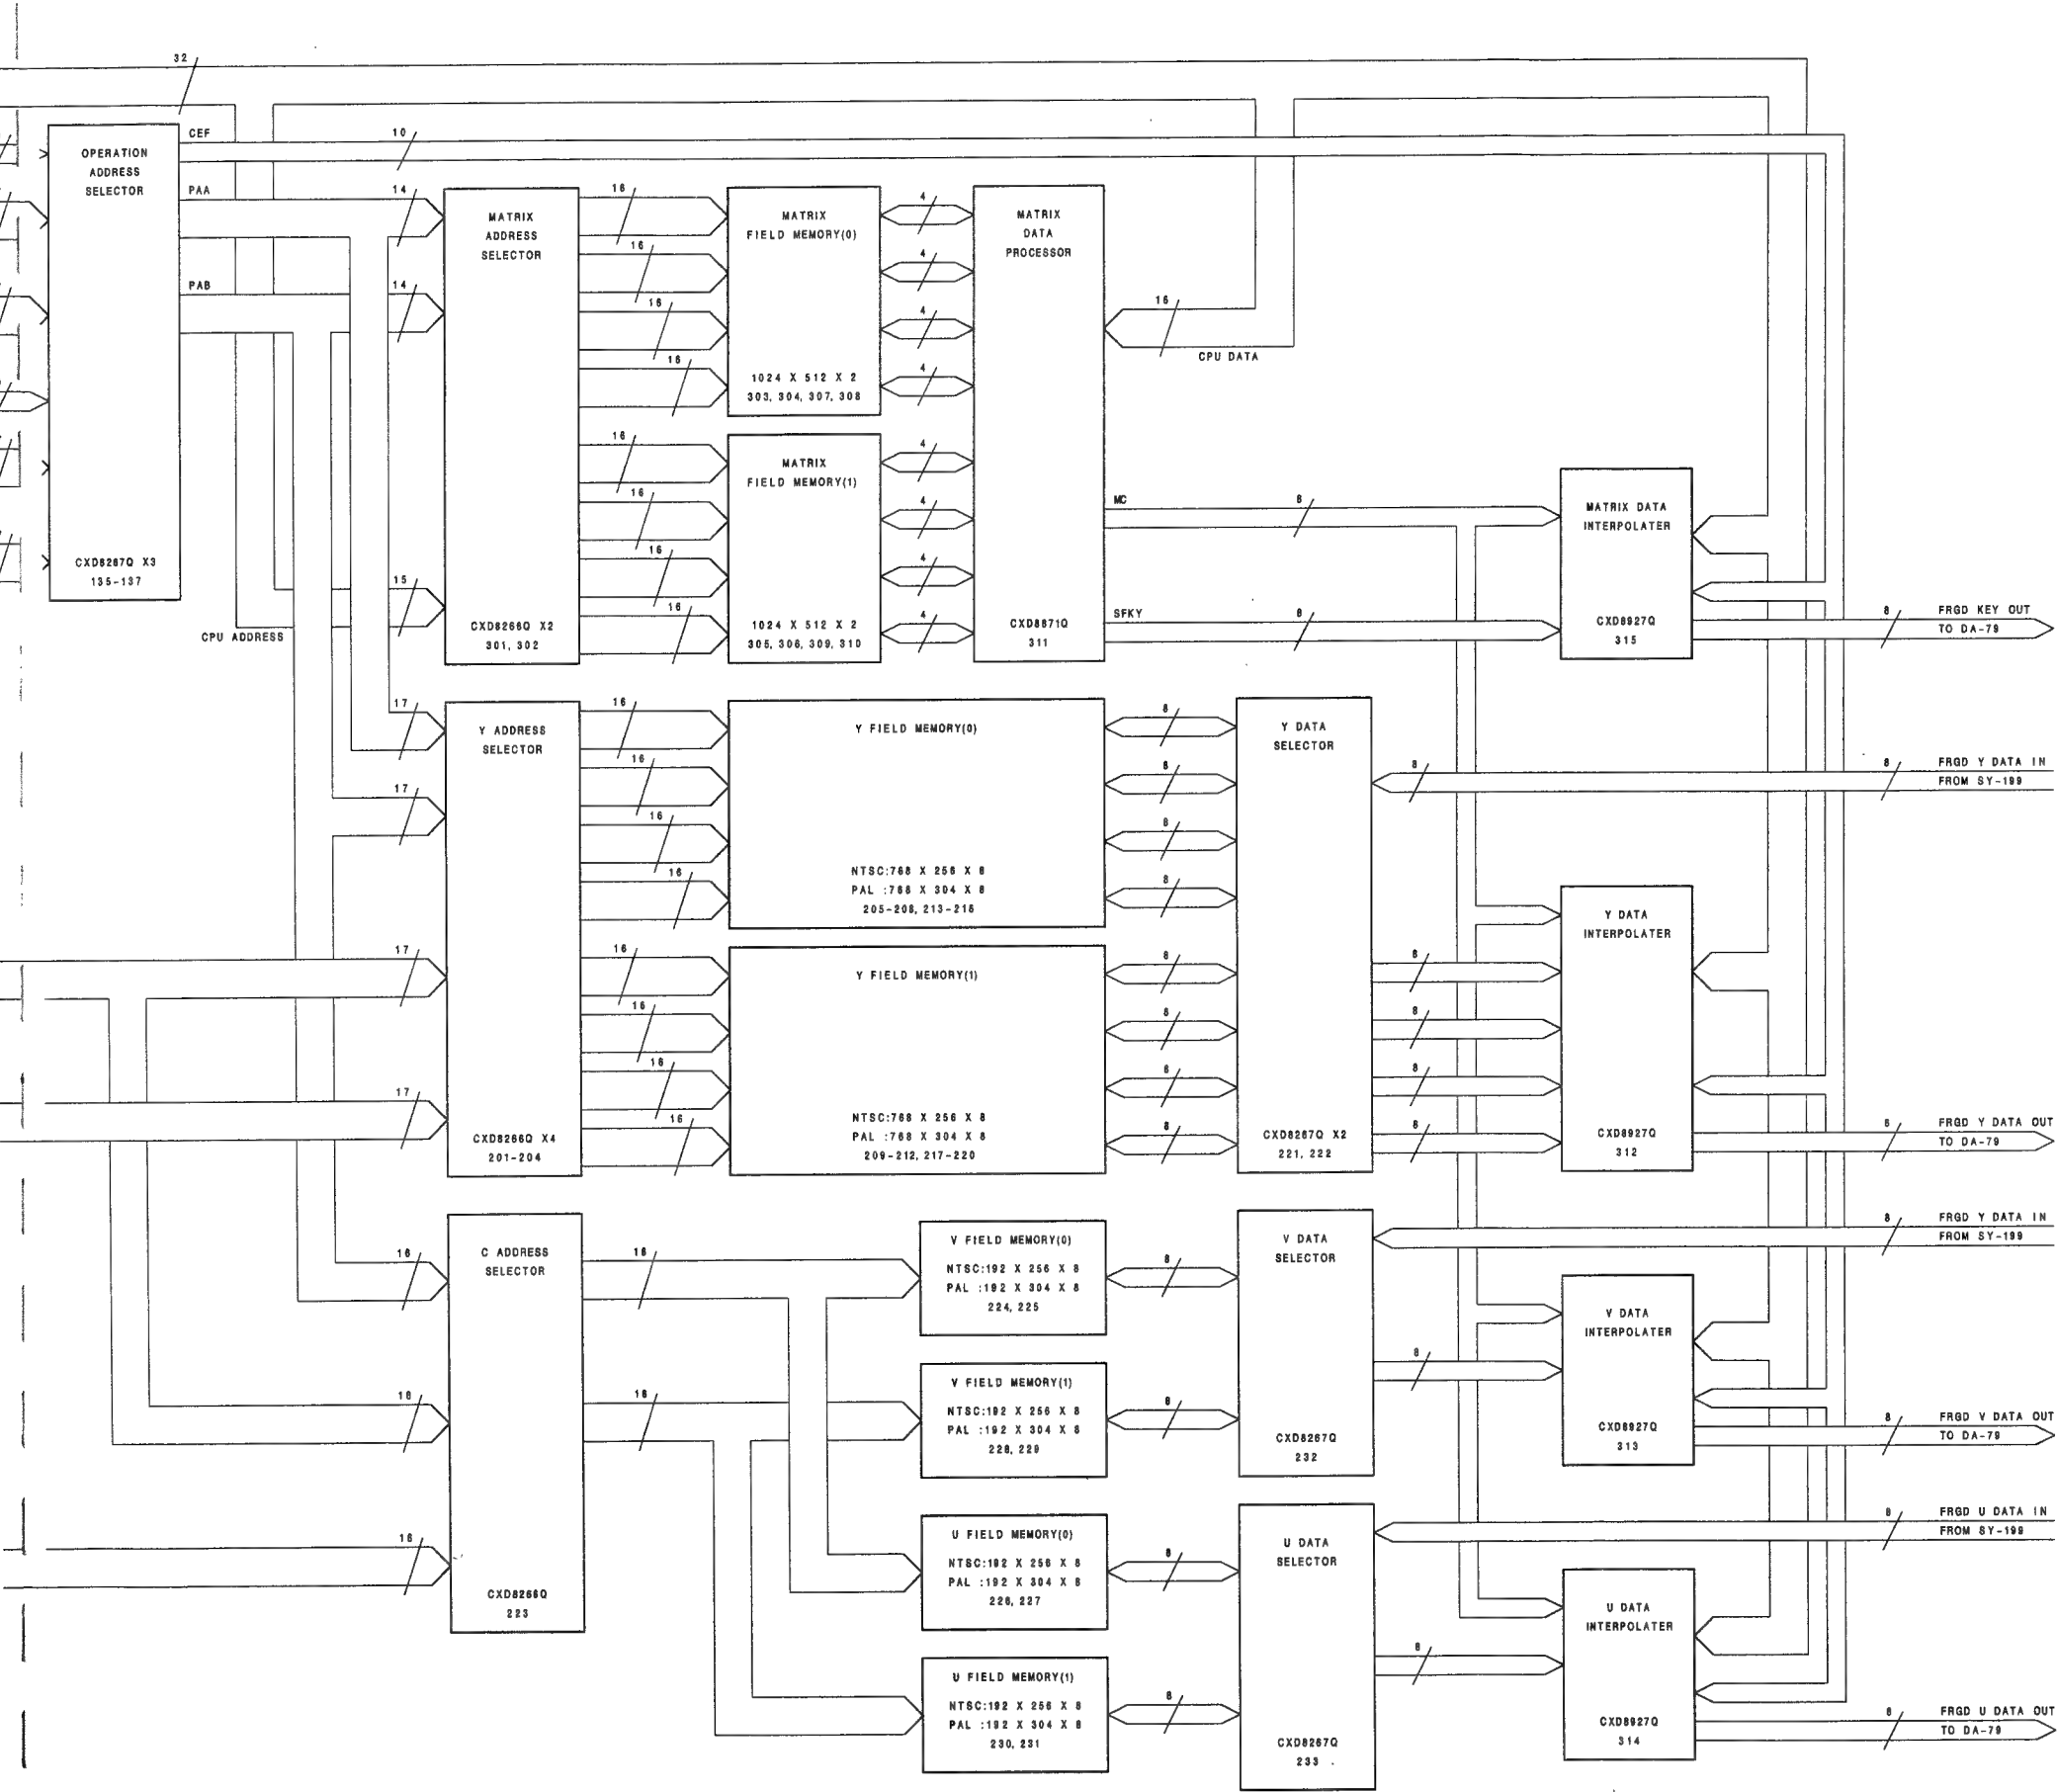 32
CEF
10
OPERATION
ADDRESS
SELECTOR
CXD8267Q X3
135-137
PAA
14
PAB
14
15
CPU ADDRESS
MATRIX
ADDRESS
SELECTOR
CXD8266Q X2
301, 302
16
16
16
16
16
16
16
16
MATRIX
FIELD MEMORY(0)
1024 X 512 X 2
303, 304, 307, 308
MATRIX
FIELD MEMORY(1)
1024 X 512 X 2
305, 306, 309, 310
4
4
4
4
4
4
4
4
MATRIX
DATA
PROCESSOR
CXD8871Q
311
16
CPU DATA
MC
8
SFKY
8
MATRIX DATA
INTERPOLATER
CXD8927Q
315
8
FRGD KEY OUT
TO DA-79
17
17
17
17
Y ADDRESS
SELECTOR
CXD8266Q X4
201-204
16
16
16
16
16
16
16
16
Y FIELD MEMORY(0)
NTSC:768 X 256 X 8
PAL :768 X 304 X 8
205-208, 213-216
Y FIELD MEMORY(1)
NTSC:768 X 256 X 8
PAL :768 X 304 X 8
209-212, 217-220
8
8
8
8
8
8
8
8
Y DATA
SELECTOR
CXD8267Q X2
221, 222
8
8
FRGD Y DATA IN
FROM SY-199
8
8
8
8
Y DATA
INTERPOLATER
CXD8927Q
312
8
FRGD Y DATA OUT
TO DA-79
16
16
16
C ADDRESS
SELECTOR
CXD8266Q
223
16
16
V FIELD MEMORY(0)
NTSC:192 X 256 X 8
PAL :192 X 304 X 8
224, 225
V FIELD MEMORY(1)
NTSC:192 X 256 X 8
PAL :192 X 304 X 8
228, 229
8
8
V DATA
SELECTOR
CXD8267Q
232
8
FRGD Y DATA IN
FROM SY-199
8
V DATA
INTERPOLATER
CXD8927Q
313
8
FRGD V DATA OUT
TO DA-79
U FIELD MEMORY(0)
NTSC:192 X 256 X 8
PAL :192 X 304 X 8
226, 227
U FIELD MEMORY(1)
NTSC:192 X 256 X 8
PAL :192 X 304 X 8
230, 231
8
8
U DATA
SELECTOR
CXD8267Q
233
8
FRGD U DATA IN
FROM SY-199
8
U DATA
INTERPOLATER
CXD8927Q
314
8
FRGD U DATA OUT
TO DA-79